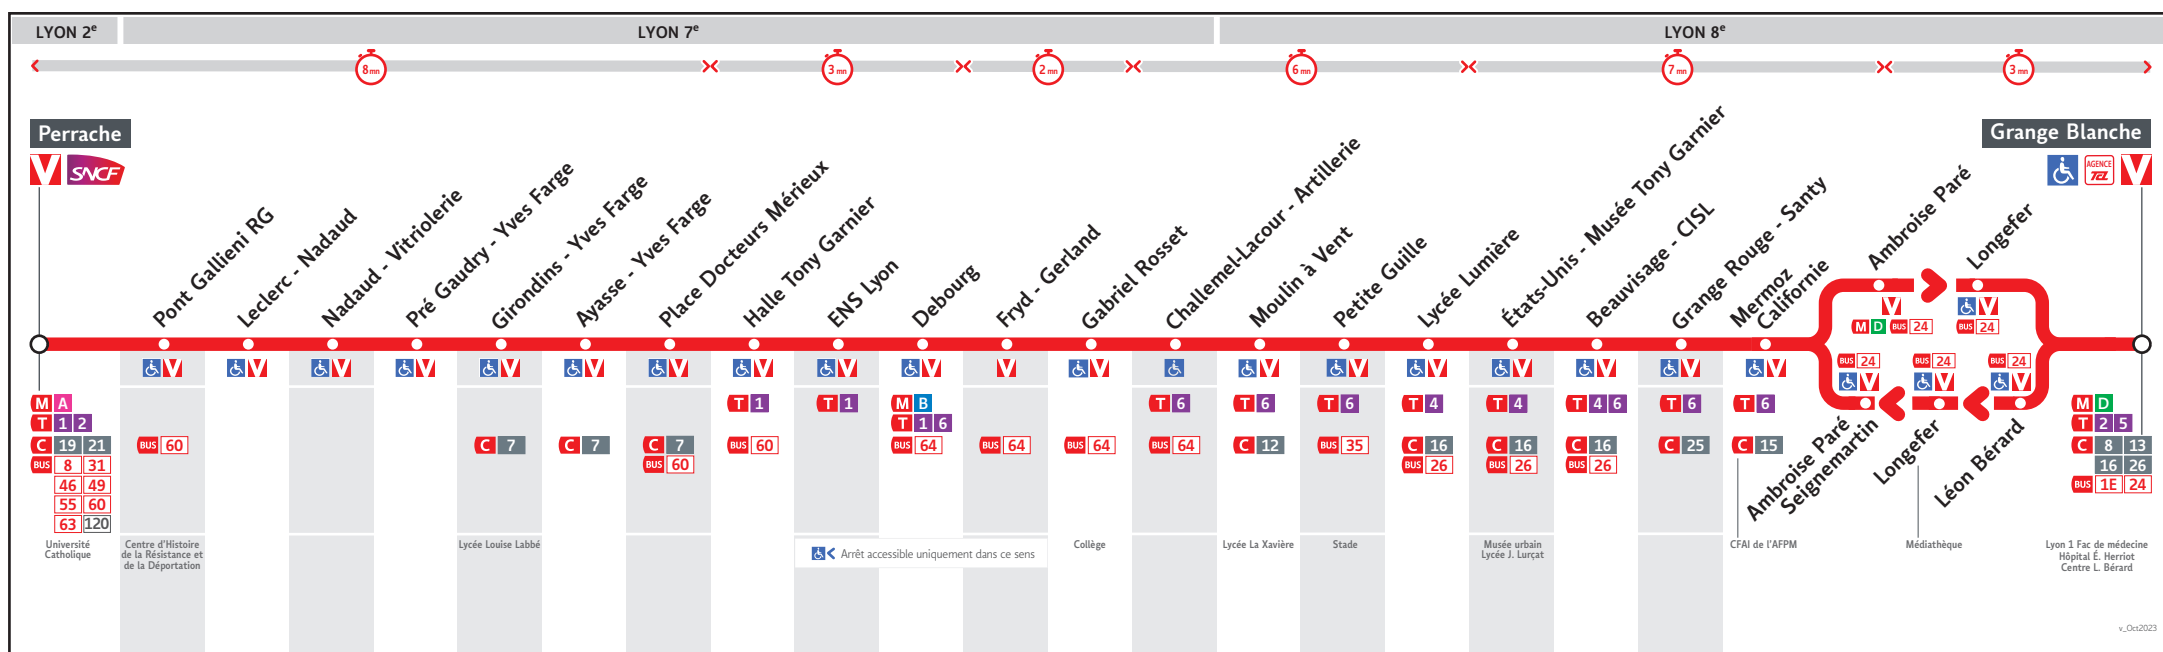 LYON 2e
LYON 7e
LYON 8e
8 mn
3 mn
2 mn
6 mn
7 mn
3 mn
Perrache
SNCF
Grange Blanche
AGENCE
TCL
Pont Gallieni RG
Leclerc - Nadaud
Nadaud - Vitriolerie
Pré Gaudry - Yves Farge
Girondins - Yves Farge
Ayasse - Yves Farge
Place Docteurs Mérieux
Halle Tony Garnier
ENS Lyon
Debourg
Fryd - Gerland
Gabriel Rosset
Challemel-Lacour - Artillerie
Moulin à Vent
Petite Guille
Lycée Lumière
États-Unis - Musée Tony Garnier
Beauvisage - CISL
Grange Rouge - Santy
Mermoz
Californie
Ambroise Paré
Longefer
M D BUS 24
BUS 24
BUS 24
BUS 24
BUS 24
Ambroise Paré
Seignemartin
Longefer
Léon Bérard
M A
T 1 2
C 19 21
BUS 8 31
46 49
55 60
63 120
Université
Catholique
BUS 60
Centre d'Histoire
de la Résistance et
de la Déportation
C 7
Lycée Louise Labbé
C 7
C 7
BUS 60
T 1
BUS 60
T 1
M B
T 1 6
BUS 64
BUS 64
BUS 64
Collège
T 6
BUS 64
T 6
C 12
Lycée La Xavière
T 6
BUS 35
Stade
T 4
C 16
BUS 26
T 4
C 16
BUS 26
Musée urbain
Lycée J. Lurçat
T 4 6
C 16
BUS 26
T 6
C 25
T 6
C 15
CFAI de l'AFPM
Médiathèque
M D
T 2 5
C 8 13
16 26
BUS 1E 24
Lyon 1 Fac de médecine
Hôpital É. Herriot
Centre L. Bérard
Arrêt accessible uniquement dans ce sens
v_Oct2023